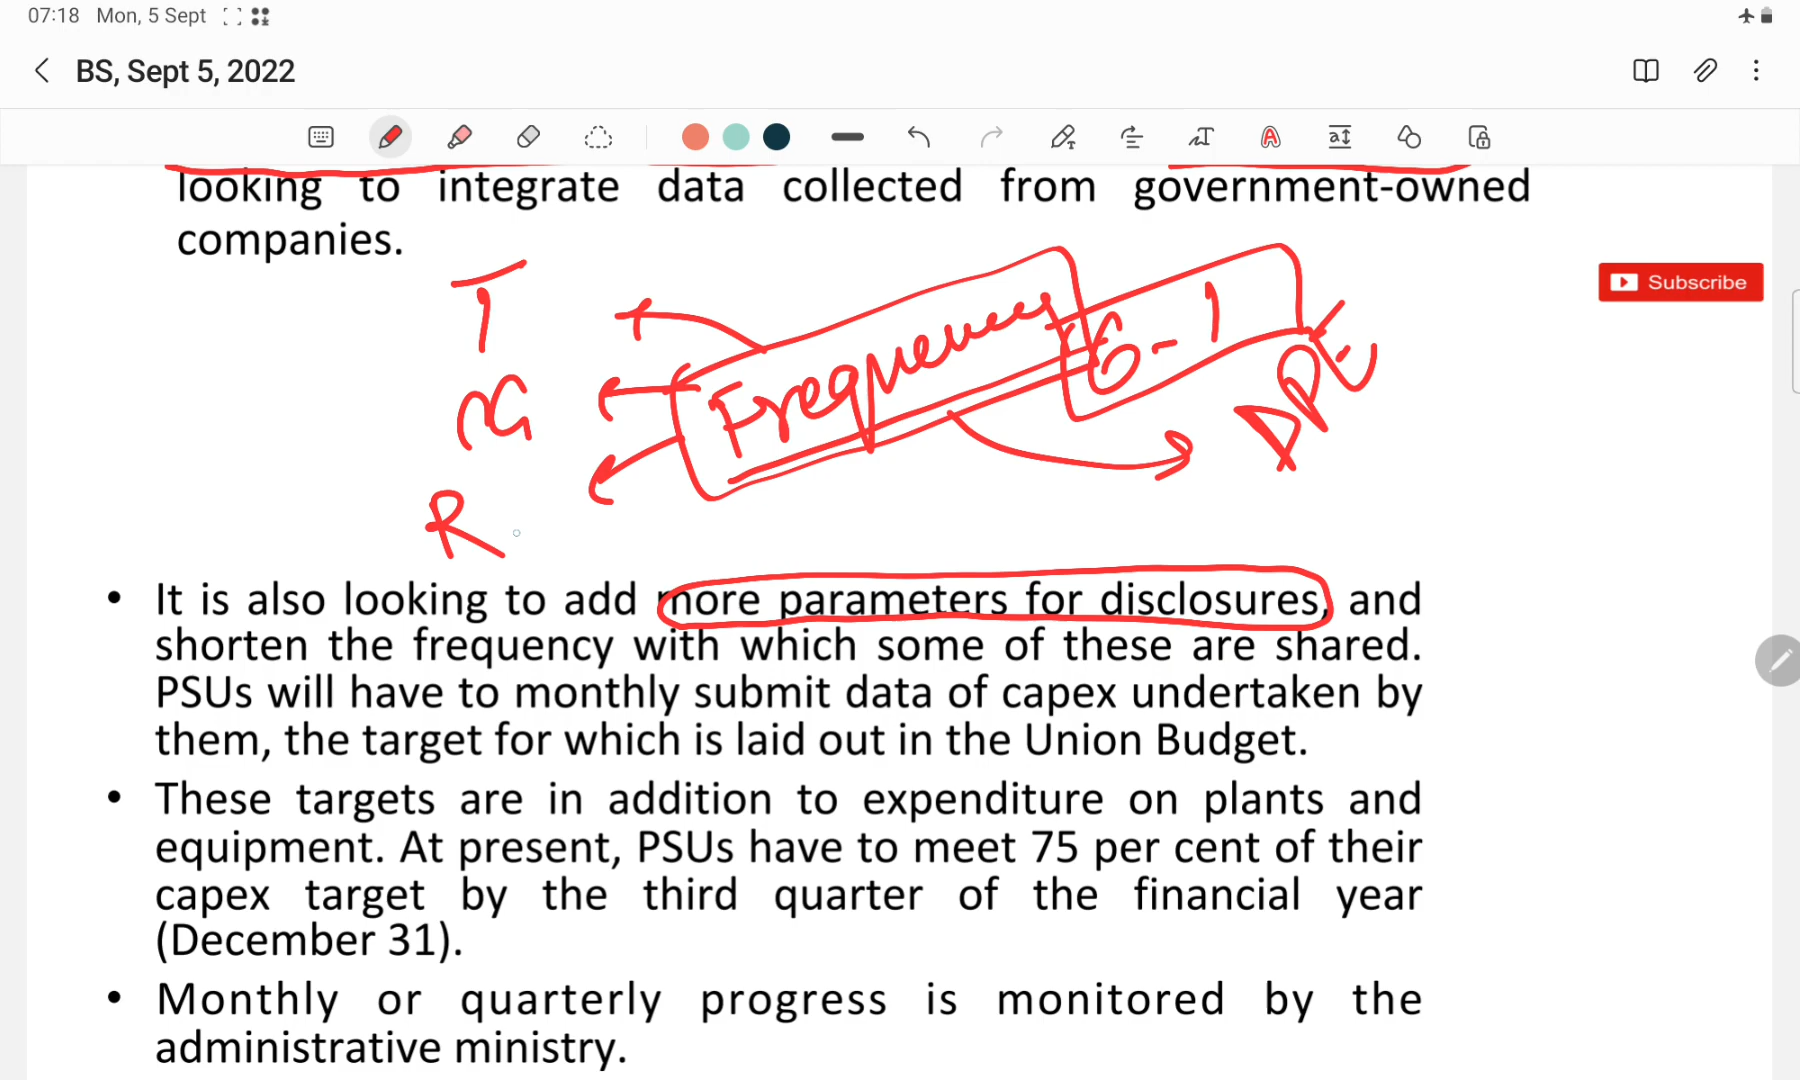 07:18 Mon, 5 Sept
BS, Sept 5, 2022
looking to integrate data collected from government-owned
companies.
Subscribe
T
Frequency
6-1
DPE
R
• It is also looking to add more parameters for disclosures, and
shorten the frequency with which some of these are shared.
PSUs will have to monthly submit data of capex undertaken by
them, the target for which is laid out in the Union Budget.
• These targets are in addition to expenditure on plants and
equipment. At present, PSUs have to meet 75 per cent of their
capex target by the third quarter of the financial year
(December 31).
• Monthly or quarterly progress is monitored by the
administrative ministry.